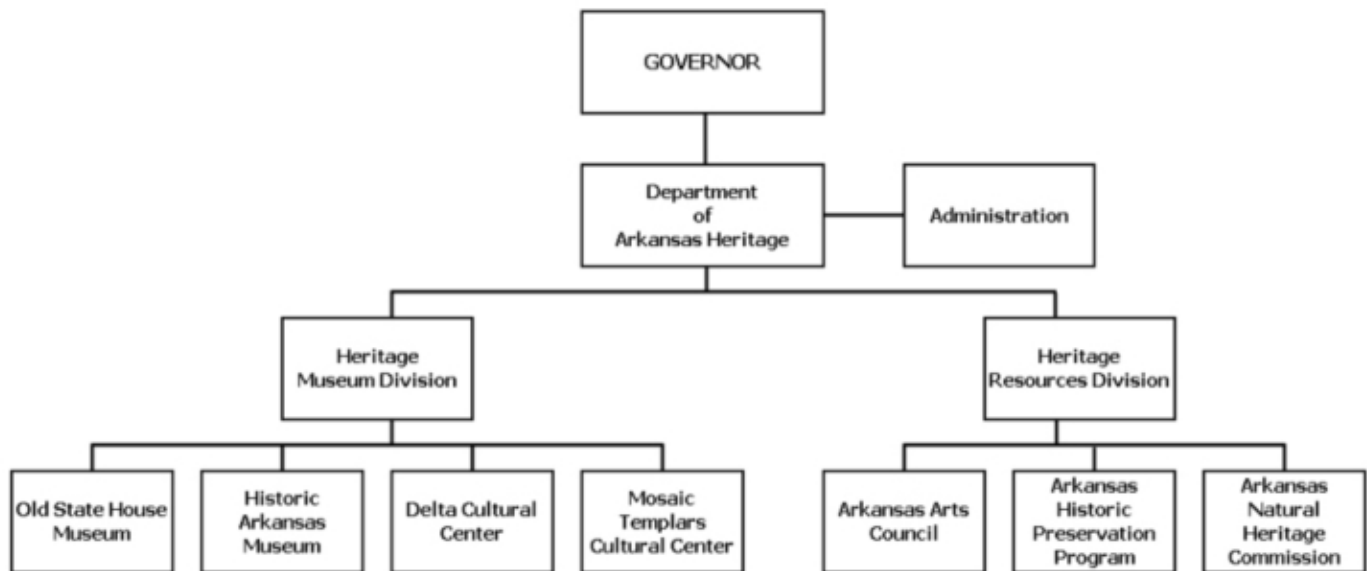 GOVERNOR
Department
of
Arkansas Heritage
Administration
Heritage
Museum Division
Heritage
Resources Division
Old State House
Museum
Historic
Arkansas
Museum
Delta Cultural
Center
Mosaic
Templars
Cultural Center
Arkansas Arts
Council
Arkansas
Historic
Preservation
Program
Arkansas
Natural
Heritage
Commission